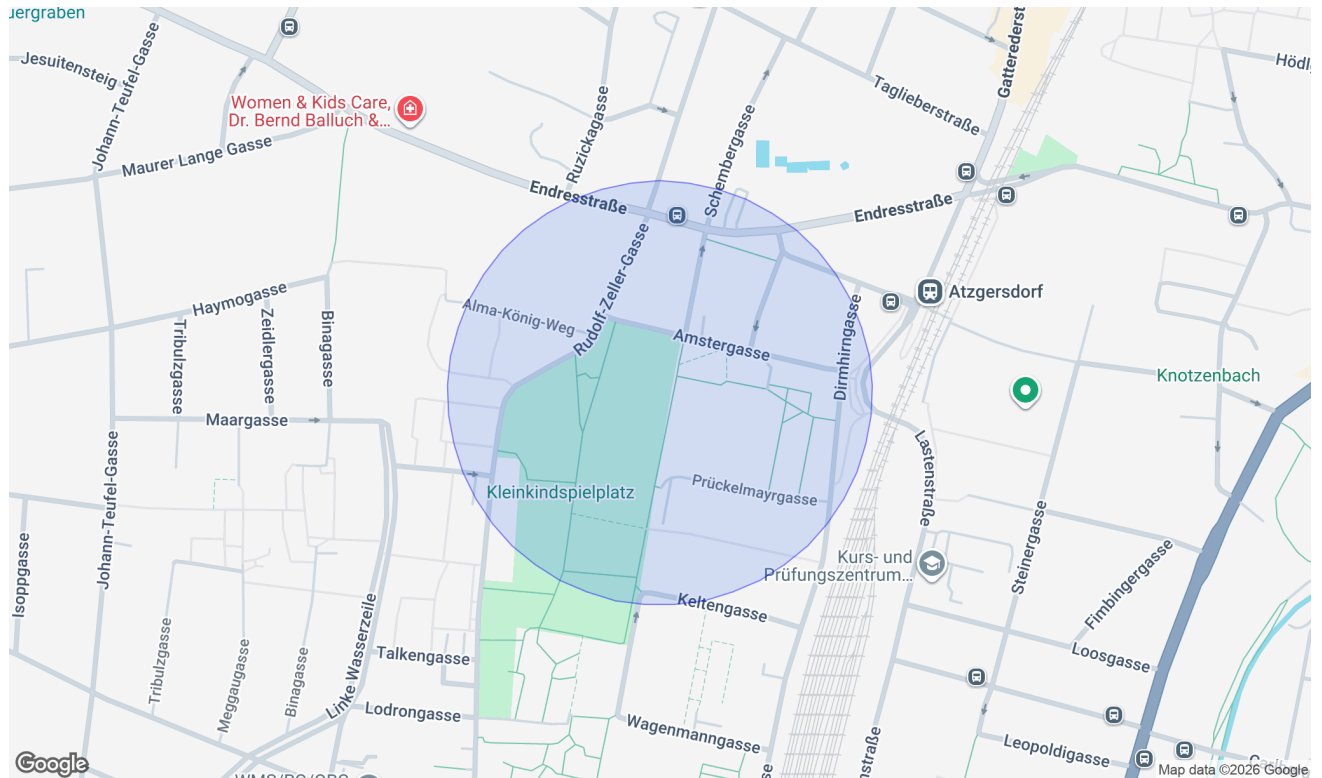 uergraben
Jesuitensteig
Johann-Teufel-Gasse
Women & Kids Care,
Dr. Bernd Balluch &...
Maurer Lange Gasse
Ruzickagasse
Schembergasse
Taglieberstraße
Gatterederst
Hödl
Endresstraße
Endresstraße
Rudolf-Zeller-Gasse
Atzgersdorf
Haymogasse
Alma-König-Weg
Amstergasse
Dirmhirngasse
Tribulzgasse
Zeidlergasse
Binagasse
Knotzenbach
Maargasse
Johann-Teufel-Gasse
Lastenstraße
Kleinkindspielplatz
Prückelmayrgasse
Steinergasse
Isoppgasse
Kurs- und
Prüfungszentrum...
Fimbingergasse
Keltengasse
Linke Wasserzeile
Tribulzgasse
Meggaugasse
Binagasse
Talkengasse
Loosgasse
Lodrongasse
Wagenmanngasse
nstraße
Leopoldigasse
Google
Map data ©2026 Google